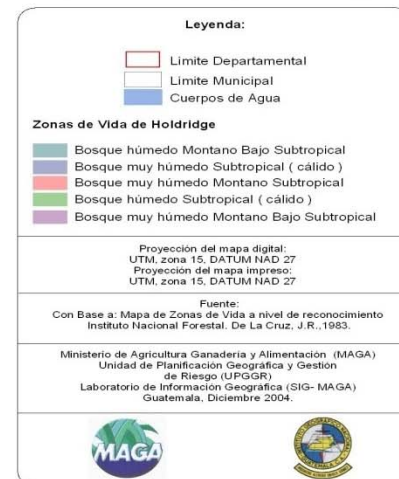 Leyenda:
Limite Departamental
Limite Municipal
Cuerpos de Agua
Zonas de Vida de Holdridge
Bosque húmedo Montano Bajo Subtropical
Bosque muy húmedo Subtropical ( cálido )
Bosque muy húmedo Montano Subtropical
Bosque húmedo Subtropical ( cálido )
Bosque muy húmedo Montano Bajo Subtropical
Proyección del mapa digital:
UTM, zona 15, DATUM NAD 27
Proyección del mapa impreso:
UTM, zona 15, DATUM NAD 27
Fuente:
Con Base a: Mapa de Zonas de Vida a nivel de reconocimiento
Instituto Nacional Forestal. De La Cruz, J.R.,1983.
Ministerio de Agricultura Ganadería y Alimentación (MAGA)
Unidad de Planificación Geográfica y Gestión
de Riesgo (UPGGR)
Laboratorio de Información Geográfica (SIG- MAGA)
Guatemala, Diciembre 2004.
MAGA